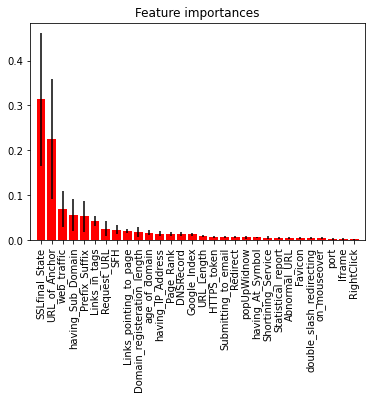 Feature importances
0.4
0.3
0.2
0.1
0.0
SSLfinal_State
URL_of_Anchor
web_traffic
having_Sub_Domain
Prefix_Suffix
Links_in_tags
Request_URL
SFH
Links_pointing_to_page
Domain_registeration_length
age_of_domain
having_IP_Address
Page_Rank
DNSRecord
Google_Index
URL_Length
HTTPS_token
Submitting_to_email
Redirect
popUpWidnow
having_At_Symbol
Shortining_Service
Statistical_report
Abnormal_URL
Favicon
double_slash_redirecting
on_mouseover
port
Iframe
RightClick